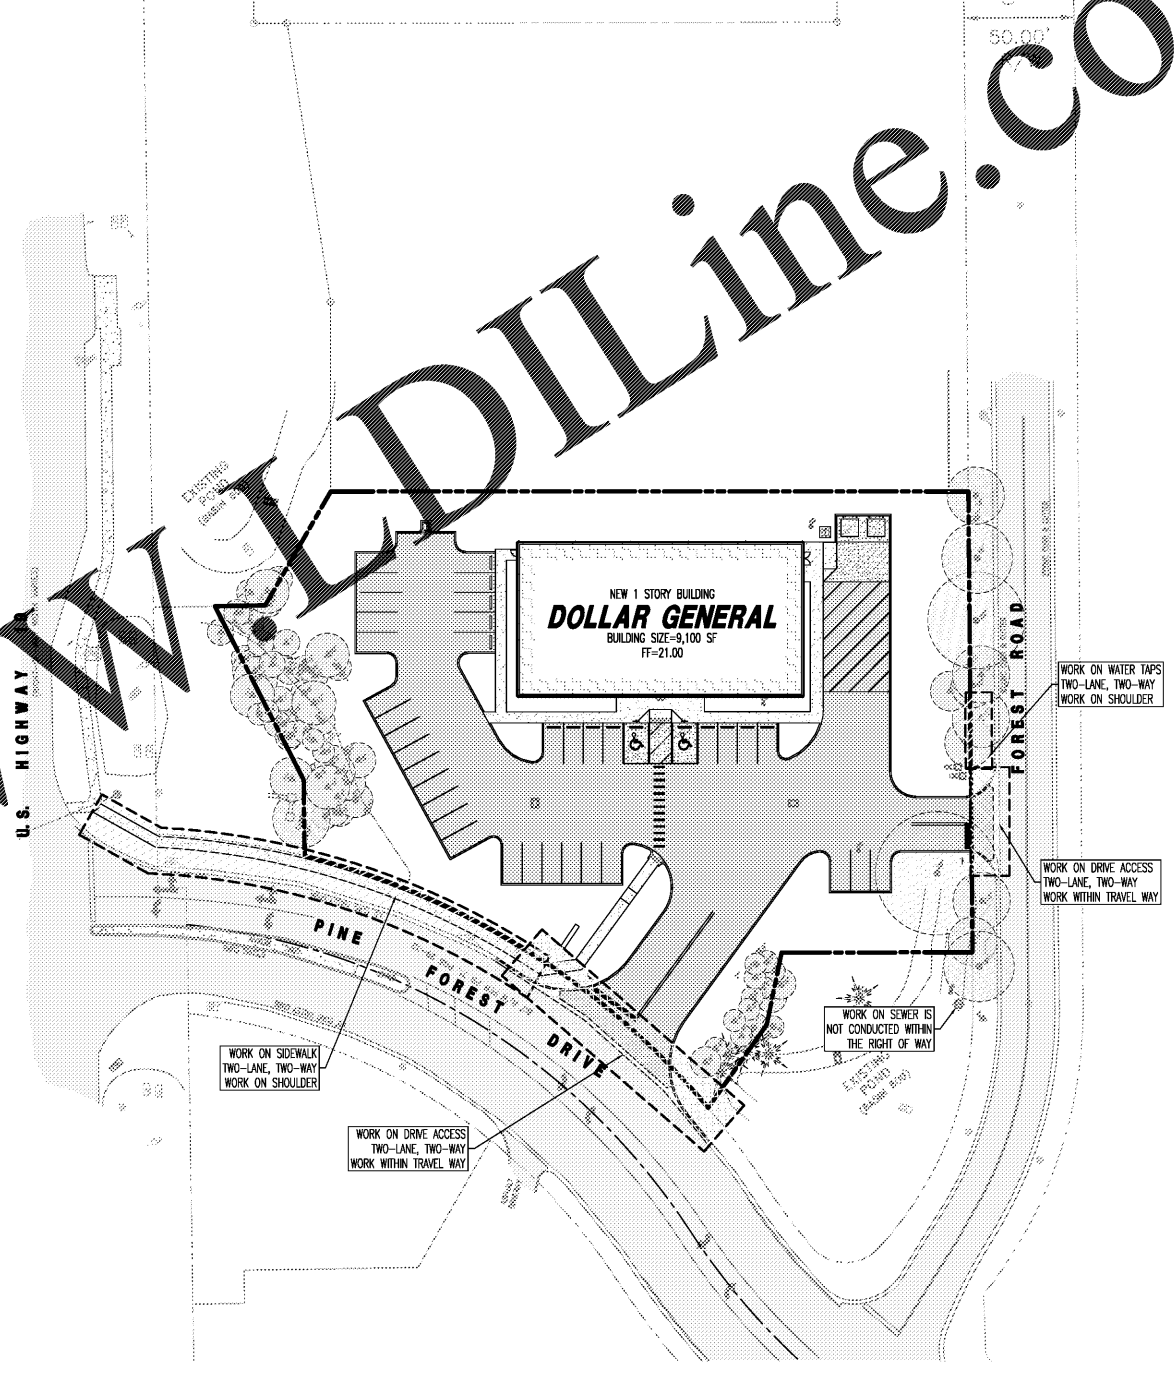 60.00'
R/W
W.LDILine.co
EXISTING
POND
NEW 1 STORY BUILDING
DOLLAR GENERAL
BUILDING SIZE=9,100 SF
FF=21.00
U.S. HIGHWAY 19
FOREST ROAD
WORK ON WATER TAPS
TWO-LANE, TWO-WAY
WORK ON SHOULDER
WORK ON DRIVE ACCESS
TWO-LANE, TWO-WAY
WORK WITHIN TRAVEL WAY
PINE FOREST DRIVE
WORK ON SEWER IS
NOT CONDUCTED WITHIN
THE RIGHT OF WAY
EXISTING
POND
WORK ON SIDEWALK
TWO-LANE, TWO-WAY
WORK ON SHOULDER
WORK ON DRIVE ACCESS
TWO-LANE, TWO-WAY
WORK WITHIN TRAVEL WAY